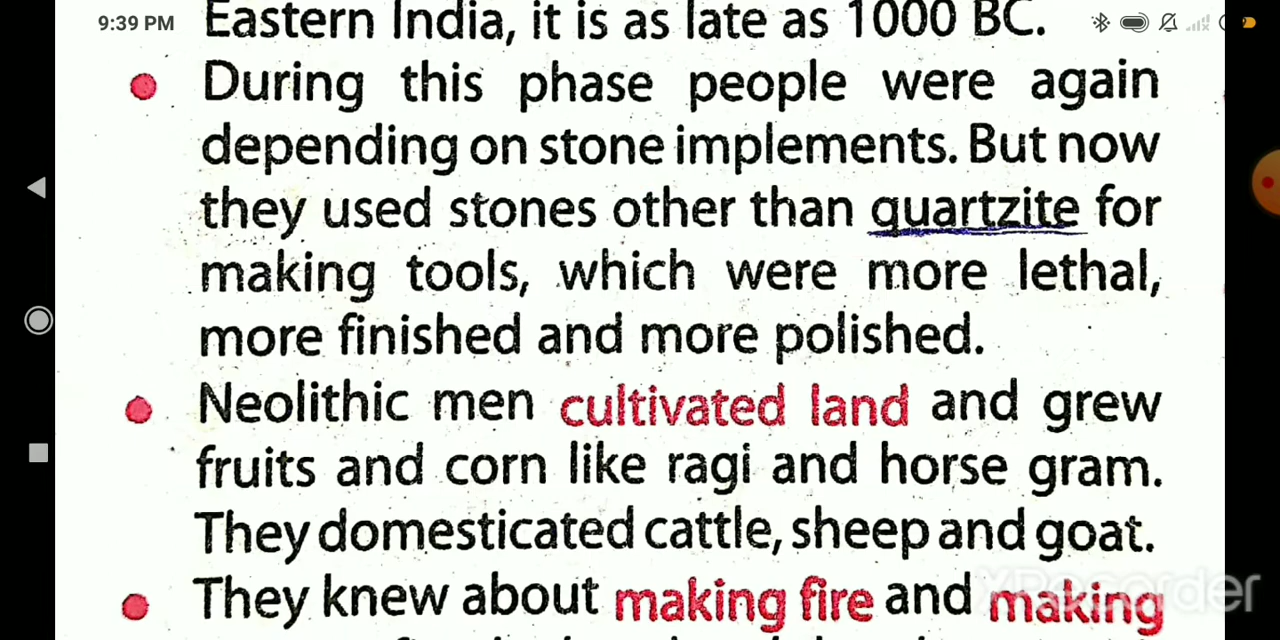 9:39 PM
Eastern India, it is as late as 1000 BC.
During this phase people were again
depending on stone implements. But now
they used stones other than quartzite for
making tools, which were more lethal,
more finished and more polished.
Neolithic men cultivated land and grew
fruits and corn like ragi and horse gram.
They domesticated cattle, sheep and goat.
They knew about making fire and making
XRecorder